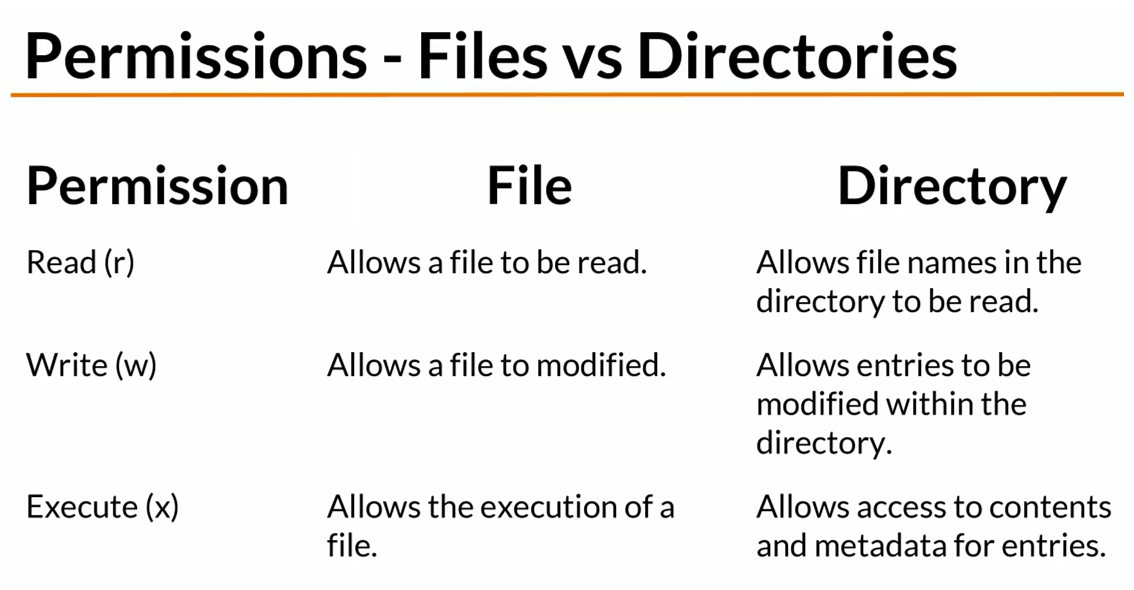 Permissions - Files vs Directories
Permission File Directory
Read (r) Allows a file to be read. Allows file names in the
directory to be read.
Write (w) Allows a file to modified. Allows entries to be
modified within the
directory.
Execute (x) Allows the execution of a Allows access to contents
file. and metadata for entries.